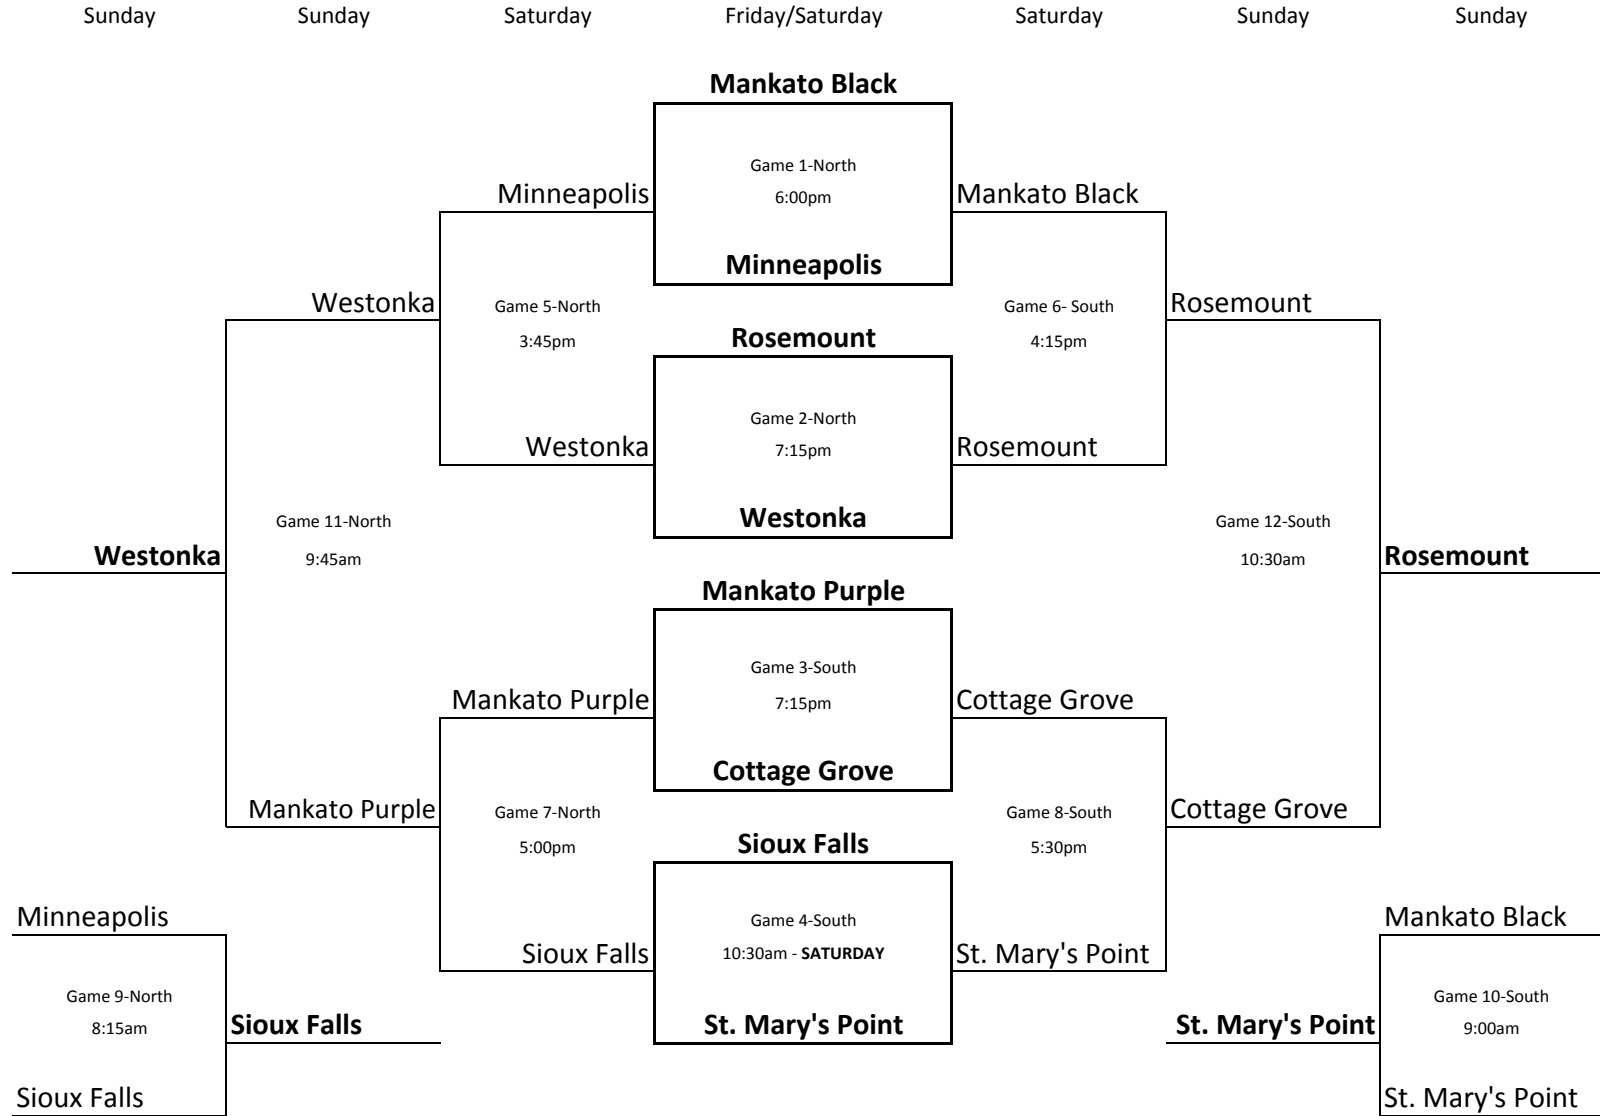 Sunday
Sunday
Saturday
Friday/Saturday
Saturday
Sunday
Sunday
Mankato Black
Game 1-North
Minneapolis
6:00pm
Mankato Black
Minneapolis
Westonka
Game 5-North
Game 6- South
Rosemount
3:45pm
Rosemount
4:15pm
Game 2-North
Westonka
7:15pm
Rosemount
Game 11-North
Westonka
Game 12-South
Westonka
9:45am
10:30am
Rosemount
Mankato Purple
Game 3-South
Mankato Purple
7:15pm
Cottage Grove
Cottage Grove
Mankato Purple
Game 7-North
Game 8-South
Cottage Grove
5:00pm
Sioux Falls
5:30pm
Minneapolis
Game 4-South
Mankato Black
Sioux Falls
10:30am - SATURDAY
St. Mary's Point
Game 9-North
Game 10-South
8:15am
Sioux Falls
St. Mary's Point
St. Mary's Point
9:00am
Sioux Falls
St. Mary's Point